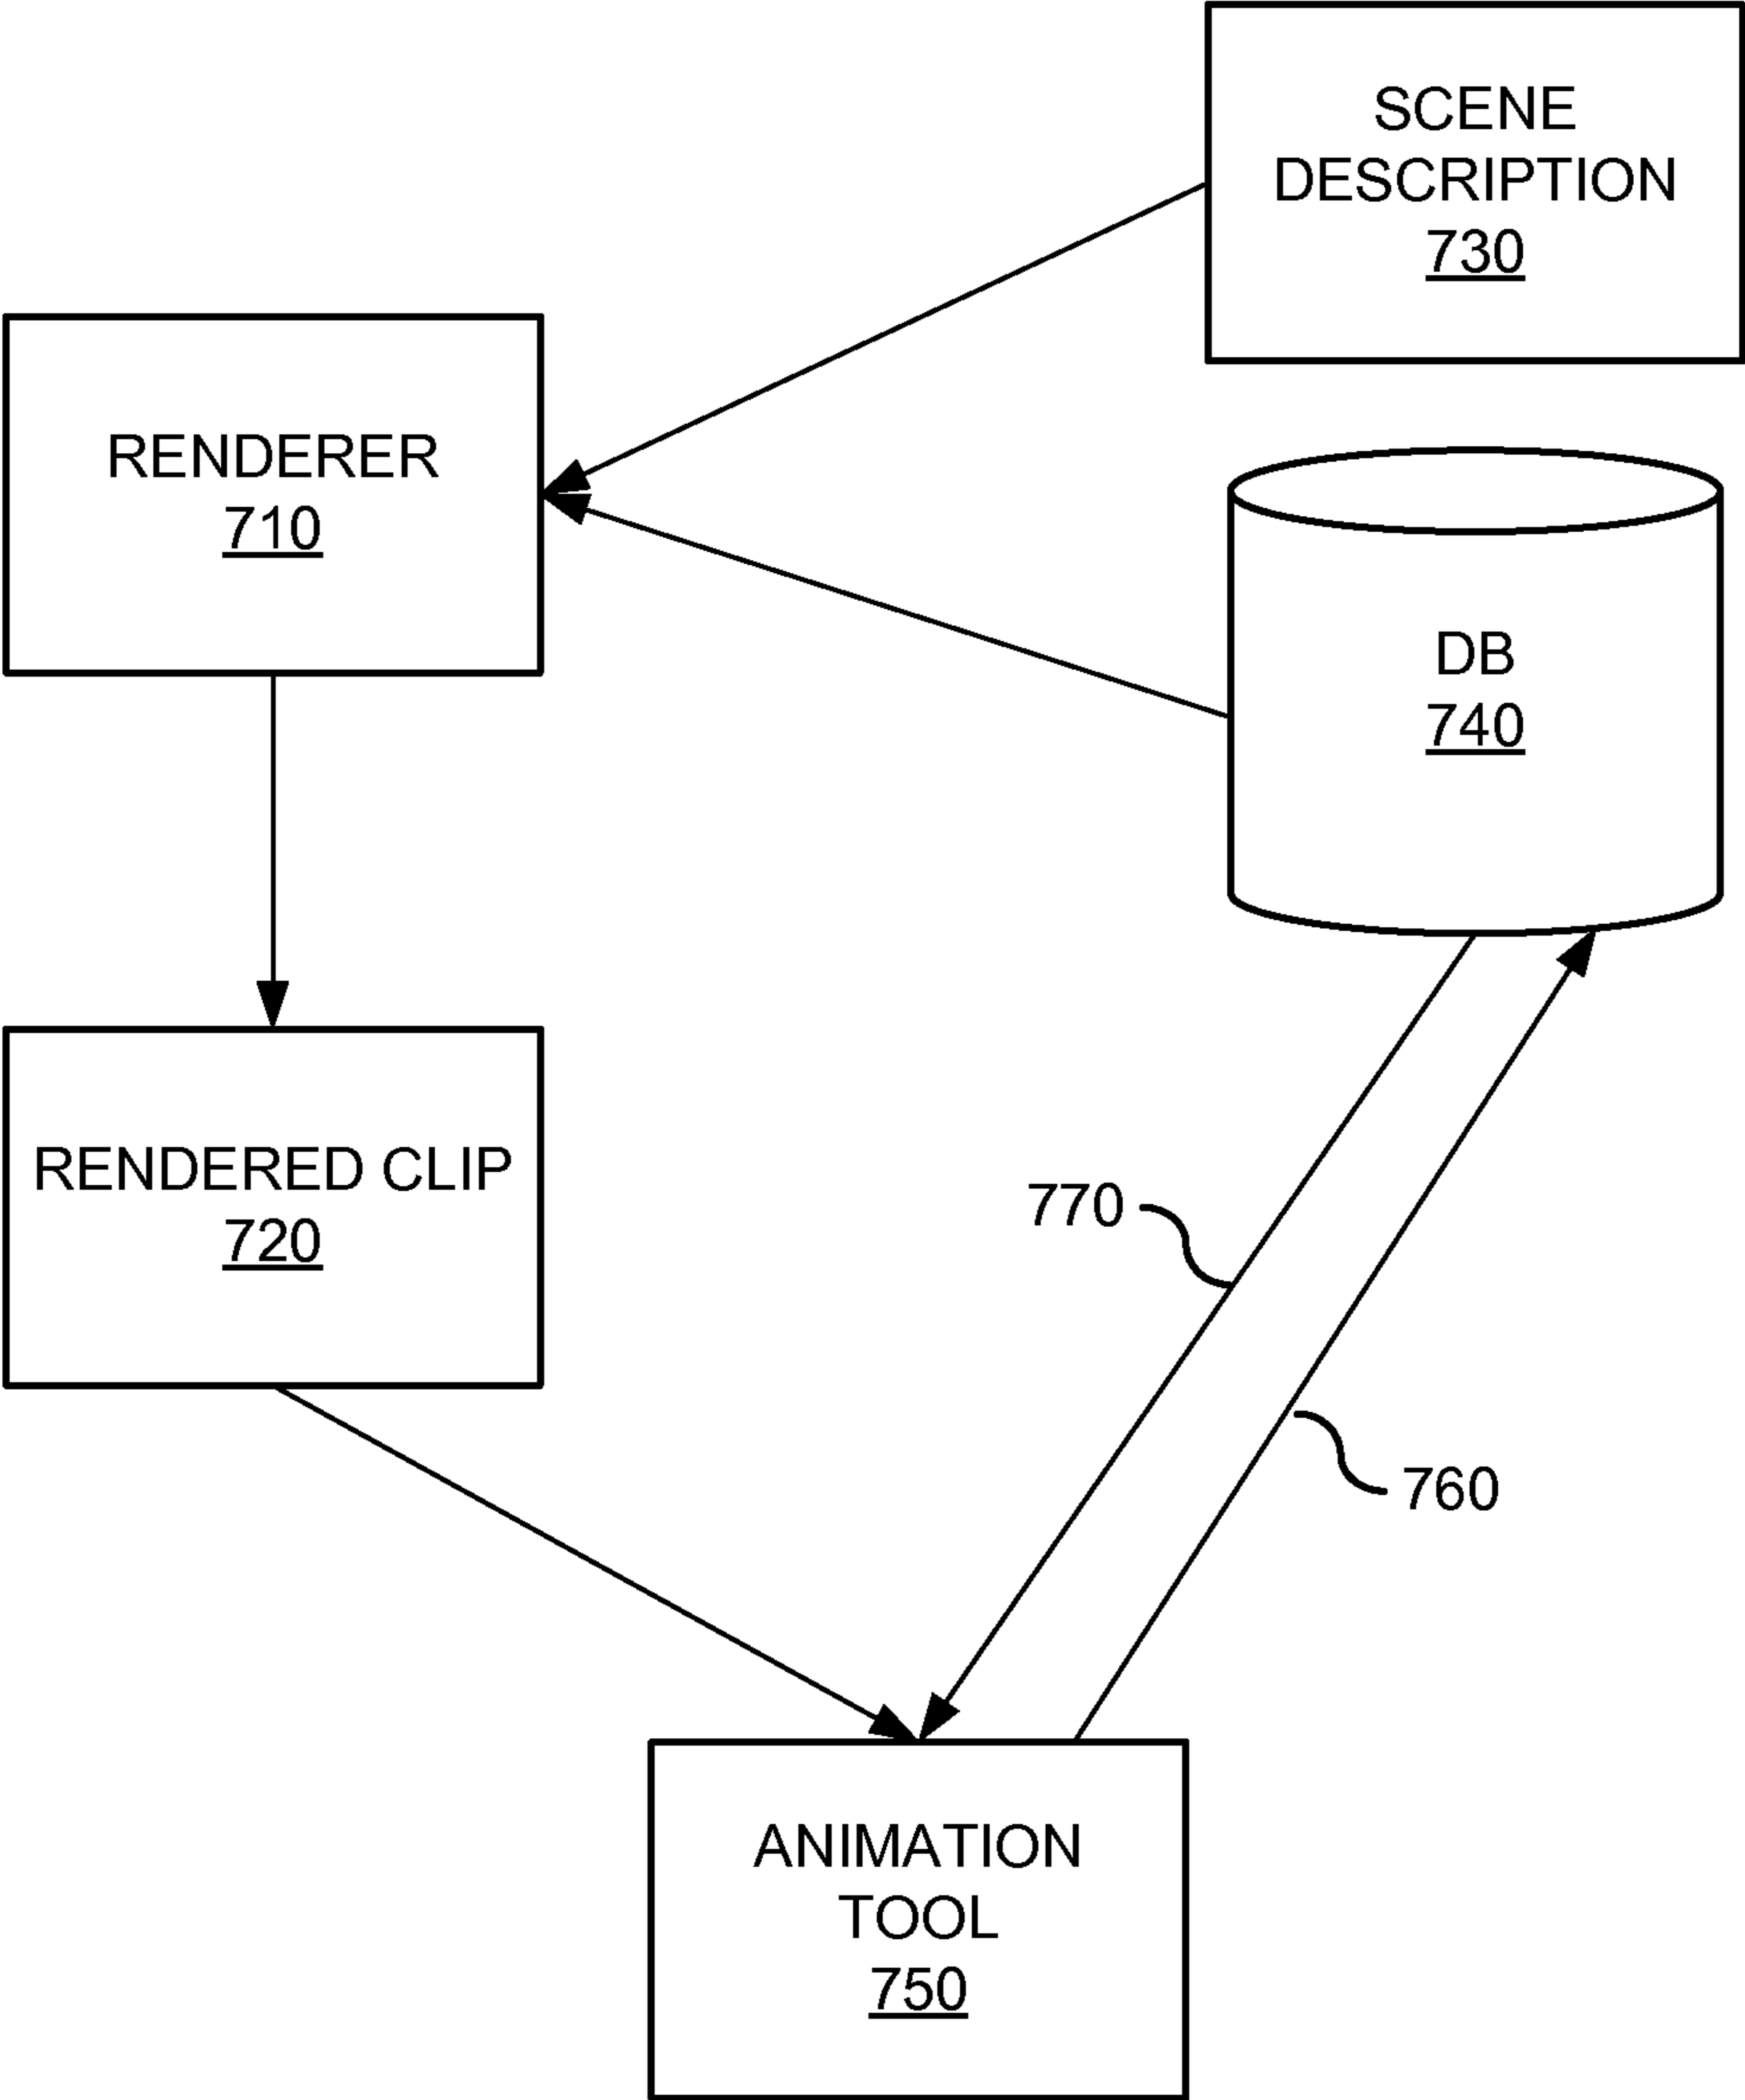 SCENE
DESCRIPTION
730
RENDERER
710
DB
740
RENDERED CLIP
720
770
760
ANIMATION
TOOL
750